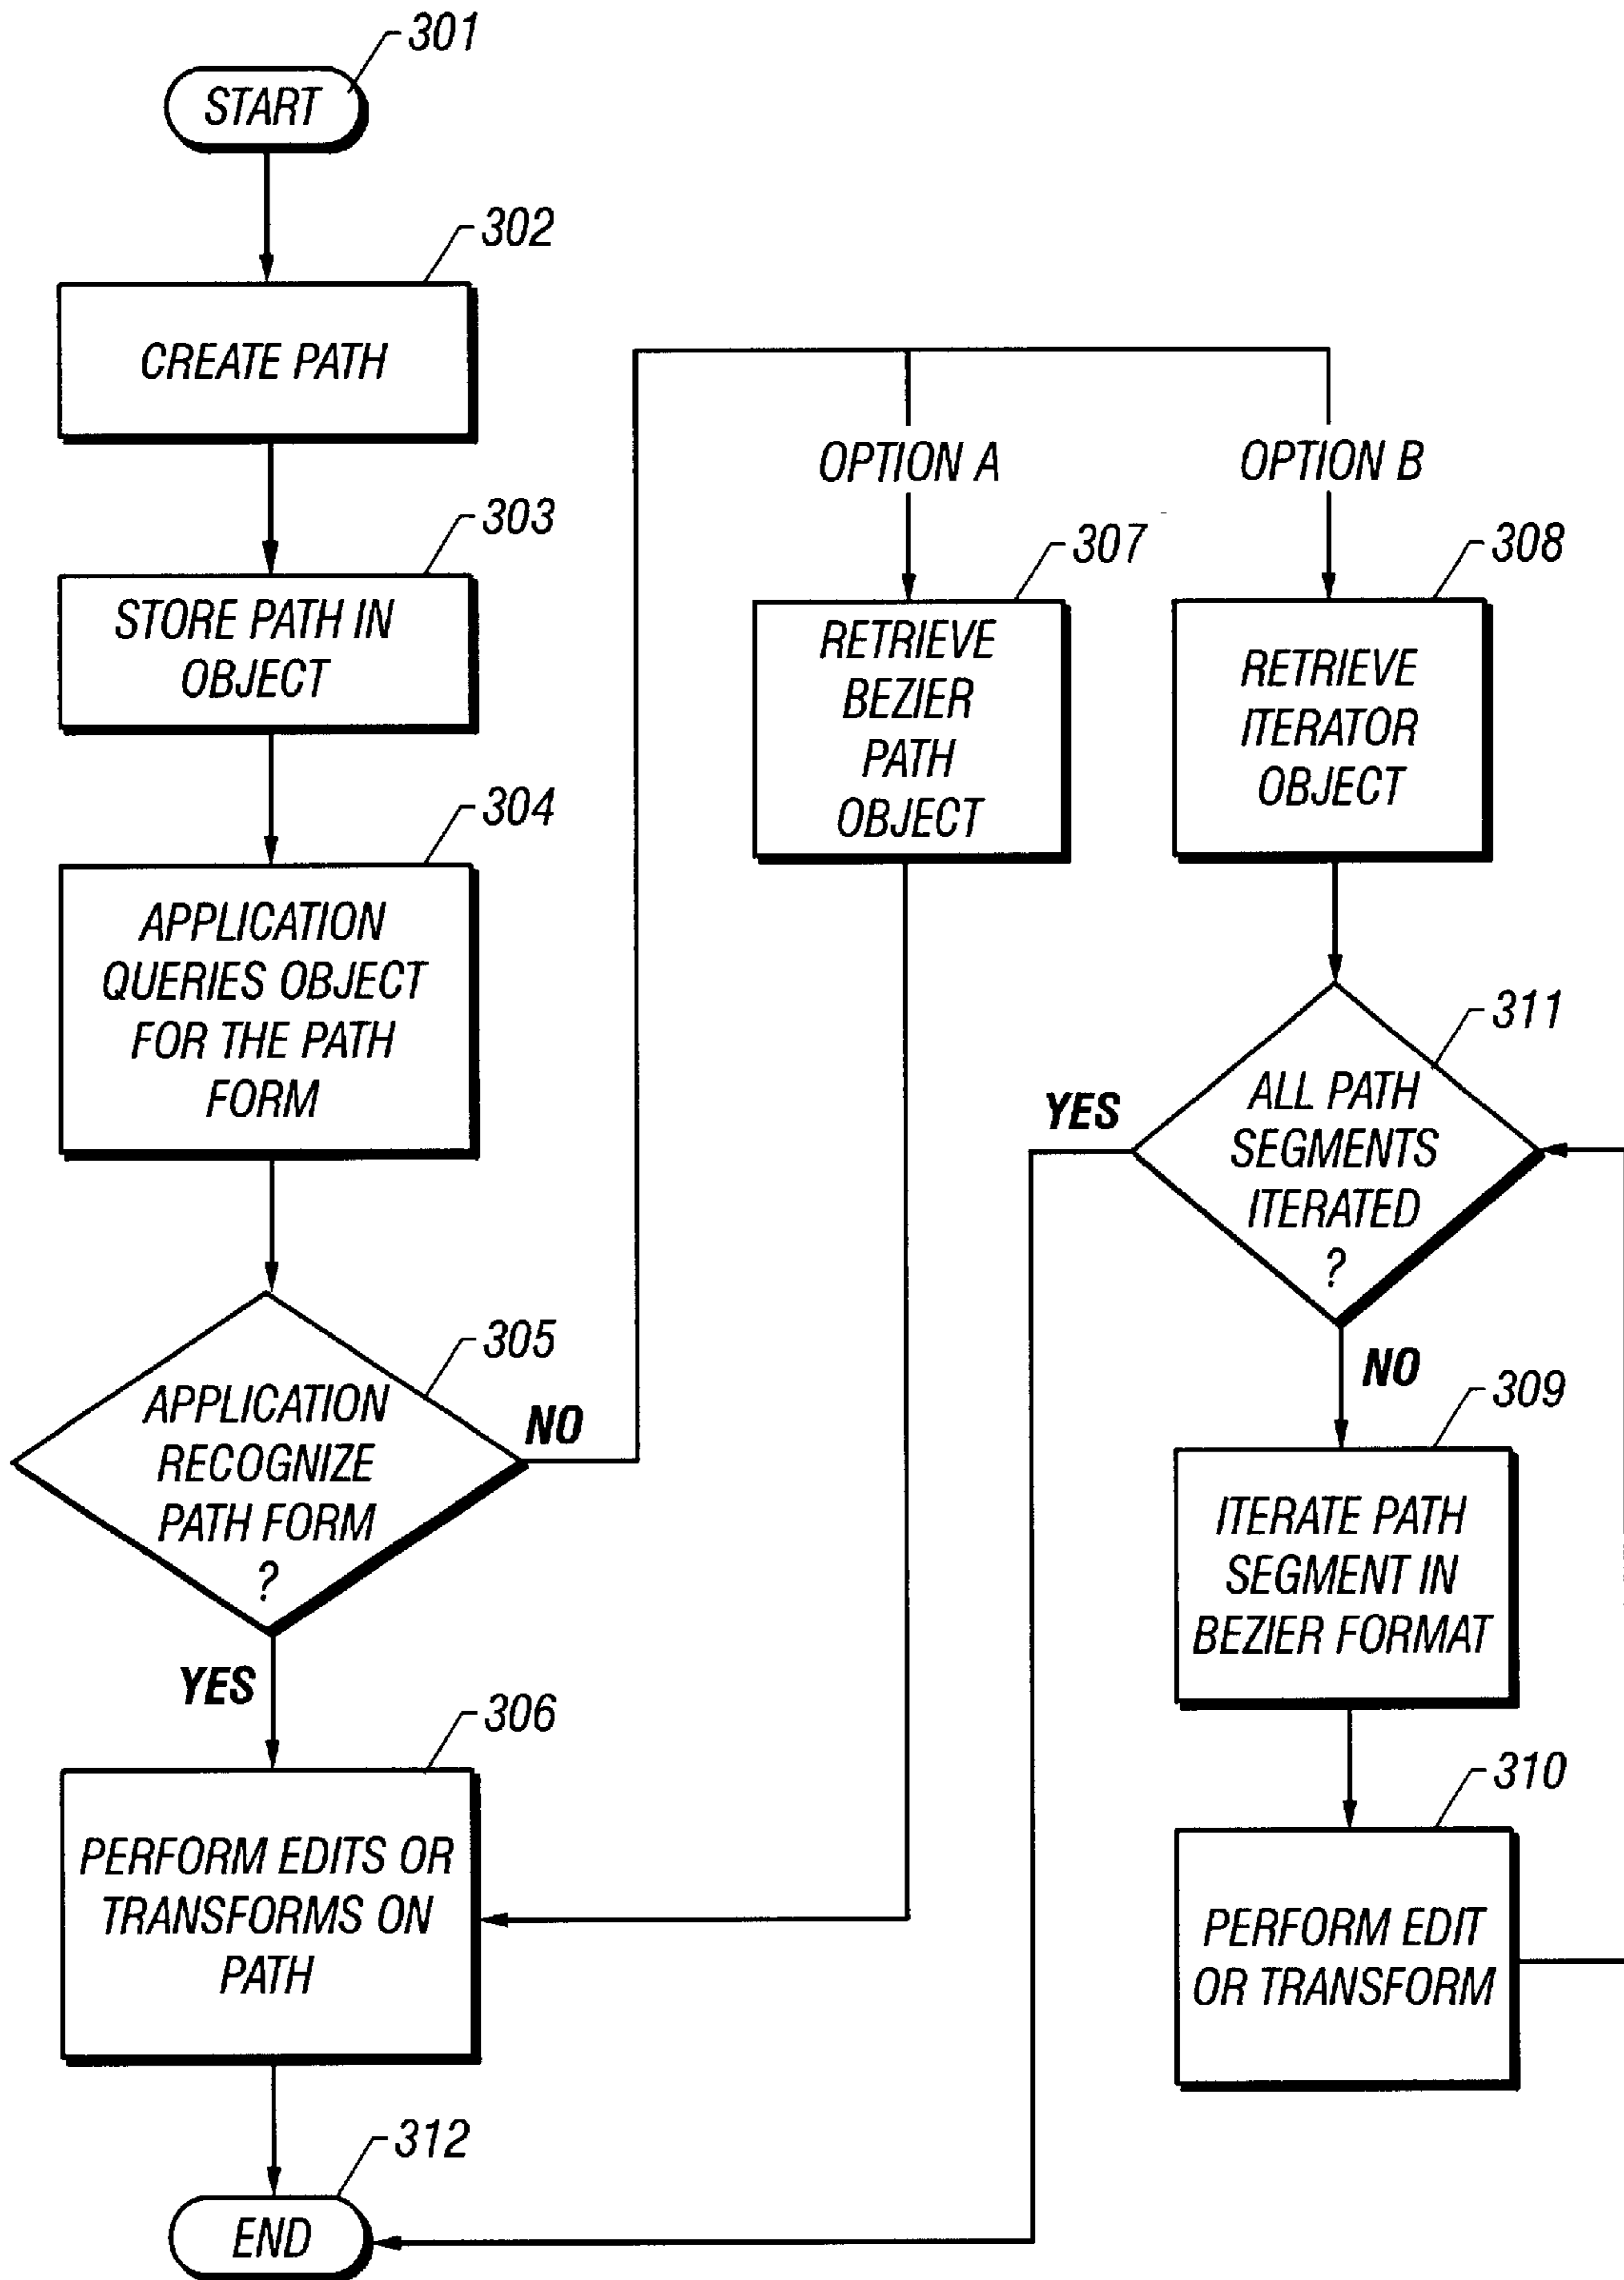 301
START
302
CREATE PATH
303
STORE PATH IN
OBJECT
304
APPLICATION
QUERIES OBJECT
FOR THE PATH
FORM
305
APPLICATION
RECOGNIZE
PATH FORM
?
NO
YES
306
PERFORM EDITS OR
TRANSFORMS ON
PATH
312
END
OPTION A
307
RETRIEVE
BEZIER
PATH
OBJECT
OPTION B
308
RETRIEVE
ITERATOR
OBJECT
311
ALL PATH
SEGMENTS
ITERATED
?
YES
NO
309
ITERATE PATH
SEGMENT IN
BEZIER FORMAT
310
PERFORM EDIT
OR TRANSFORM